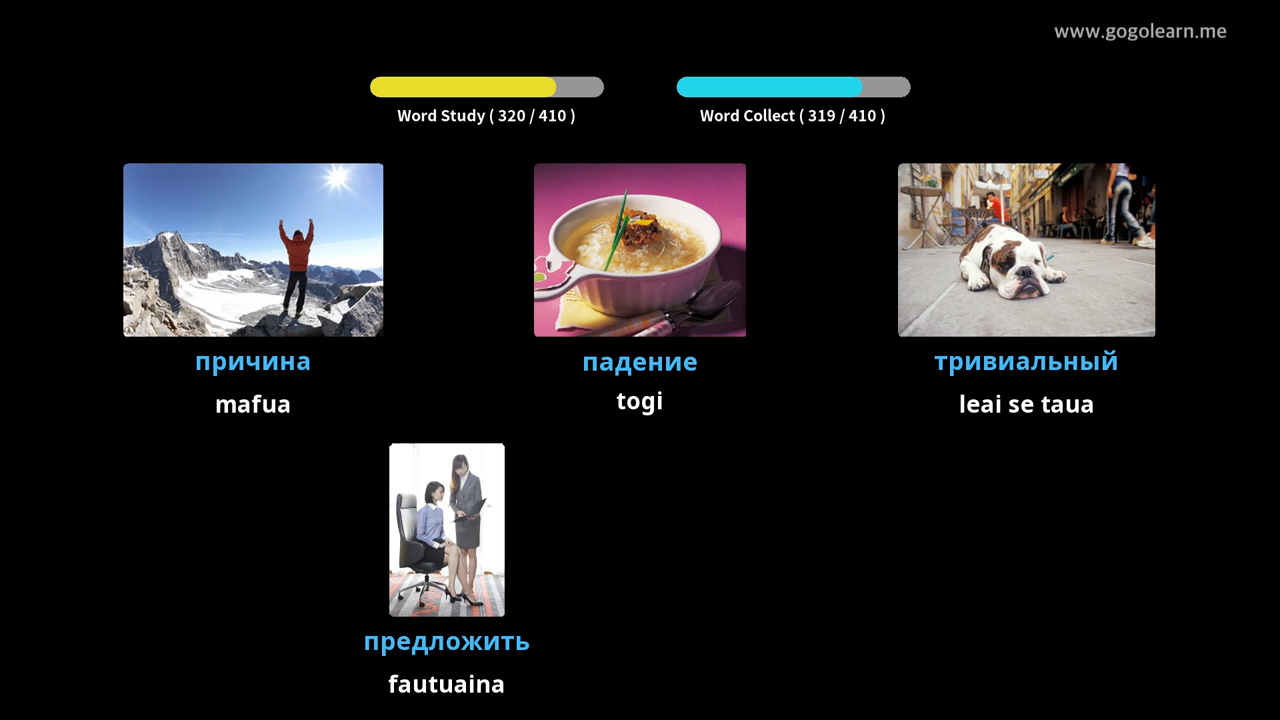 www.gogolearn.me
Word Study ( 320 / 410 )
Word Collect ( 319 / 410 )
причина
падение
тривиальный
mafua
togi
leai se taua
предложить
fautuaina